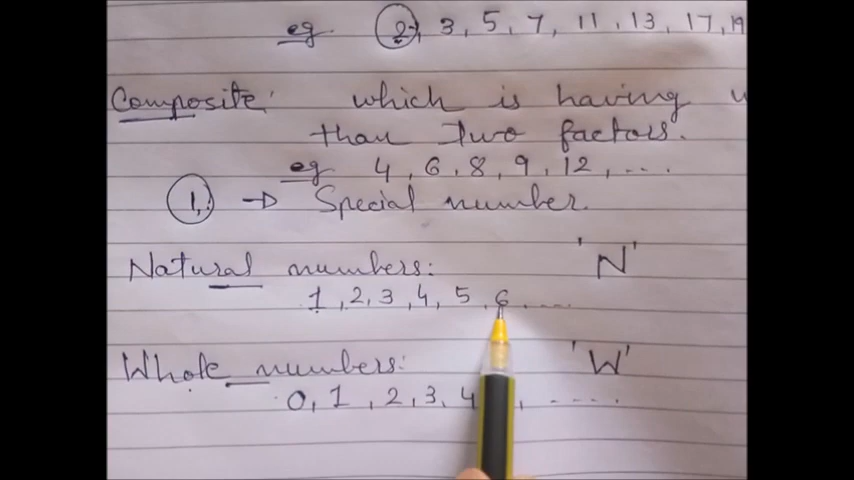 eg. 2, 3, 5, 7, 11, 13, 17, 19
Composite: which is having
than Two factors.
eg 4, 6, 8, 9, 12, ....
1, → Special number.
Natural numbers: 'N'
1, 2, 3, 4, 5, 6, ....
Whole numbers: 'W'
0, 1, 2, 3, 4 , .....